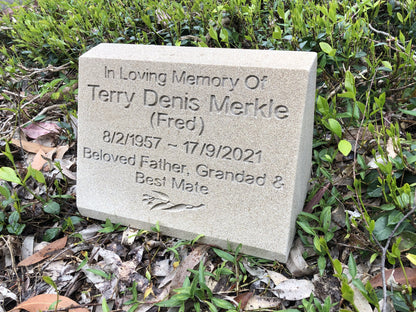 In Loving Memory Of
Terry Denis Merkle
(Fred)
8/2/1957 ~ 17/9/2021
Beloved Father, Grandad &
Best Mate